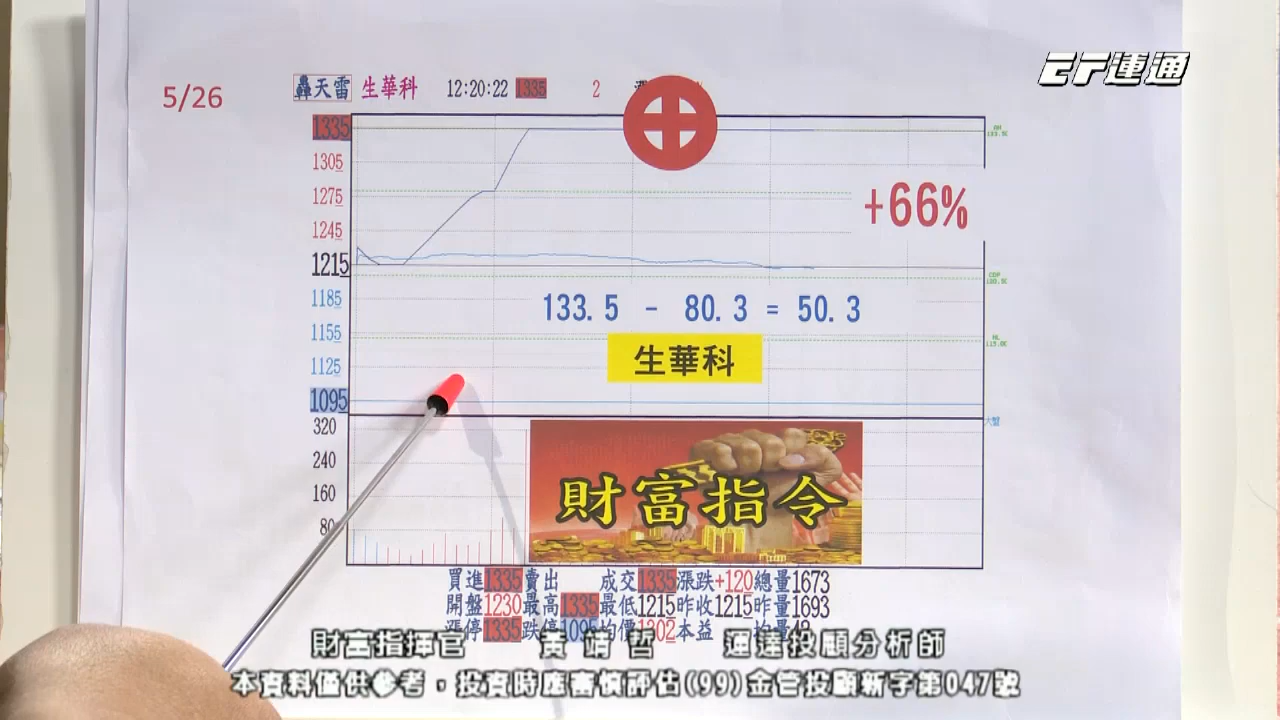 EF運通
5/26
轟天雷 生華科 12:20:22 1335 2
1335
1305
1275
1245
1215
1185
1155
1125
1095
320
240
160
80
+66%
133.5 - 80.3 = 50.3
生華科
財富指令
大盤
買進1335賣出 成交1335漲跌+120總量1673
開盤1230最高1335最低1215昨收1215昨量1693
漲停1335跌停1095均價1302本益 均量
財富指揮官 黃靖哲 運達投顧分析師
本資料僅供參考，投資時應審慎評估(99)金管投顧新字第047號